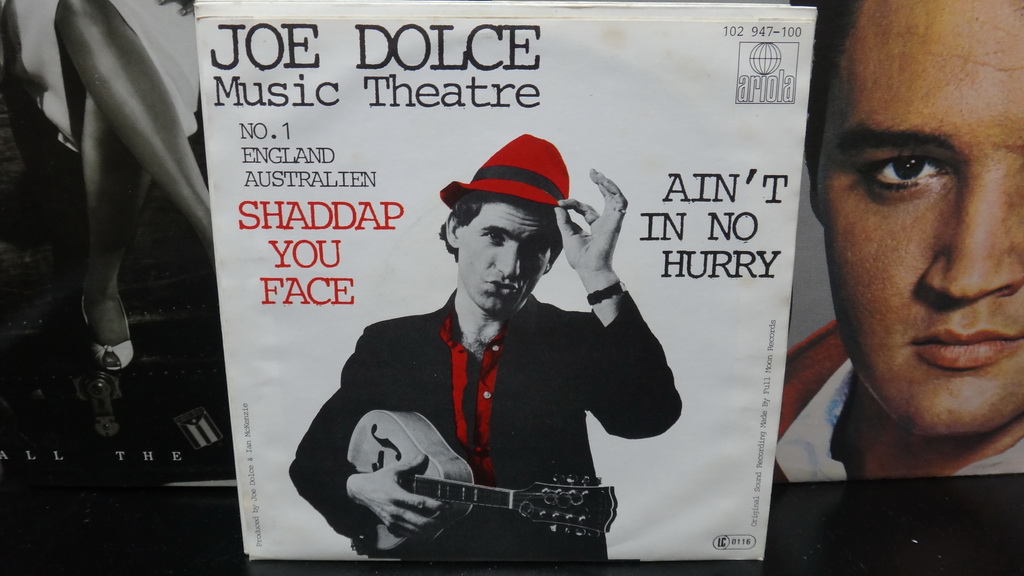 JOE DOLCE
Music Theatre
102 947-100
ariola
NO.1
ENGLAND
AUSTRALIEN
SHADDAP
YOU
FACE
AIN'T
IN NO
HURRY
Produced by Joe Dolce & Ian McKenzie
Original Sound Recording Made By Full Moon Records
LC 0116
ALL THE